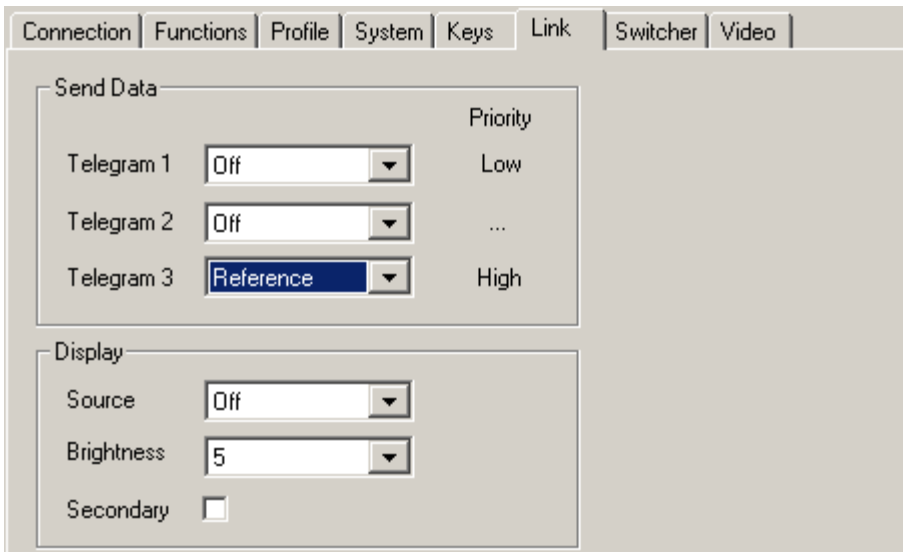 Connection Functions Profile System Keys Link Switcher Video
Send Data
Priority
Telegram 1 Off Low
Telegram 2 Off ...
Telegram 3 Reference High
Display
Source Off
Brightness 5
Secondary